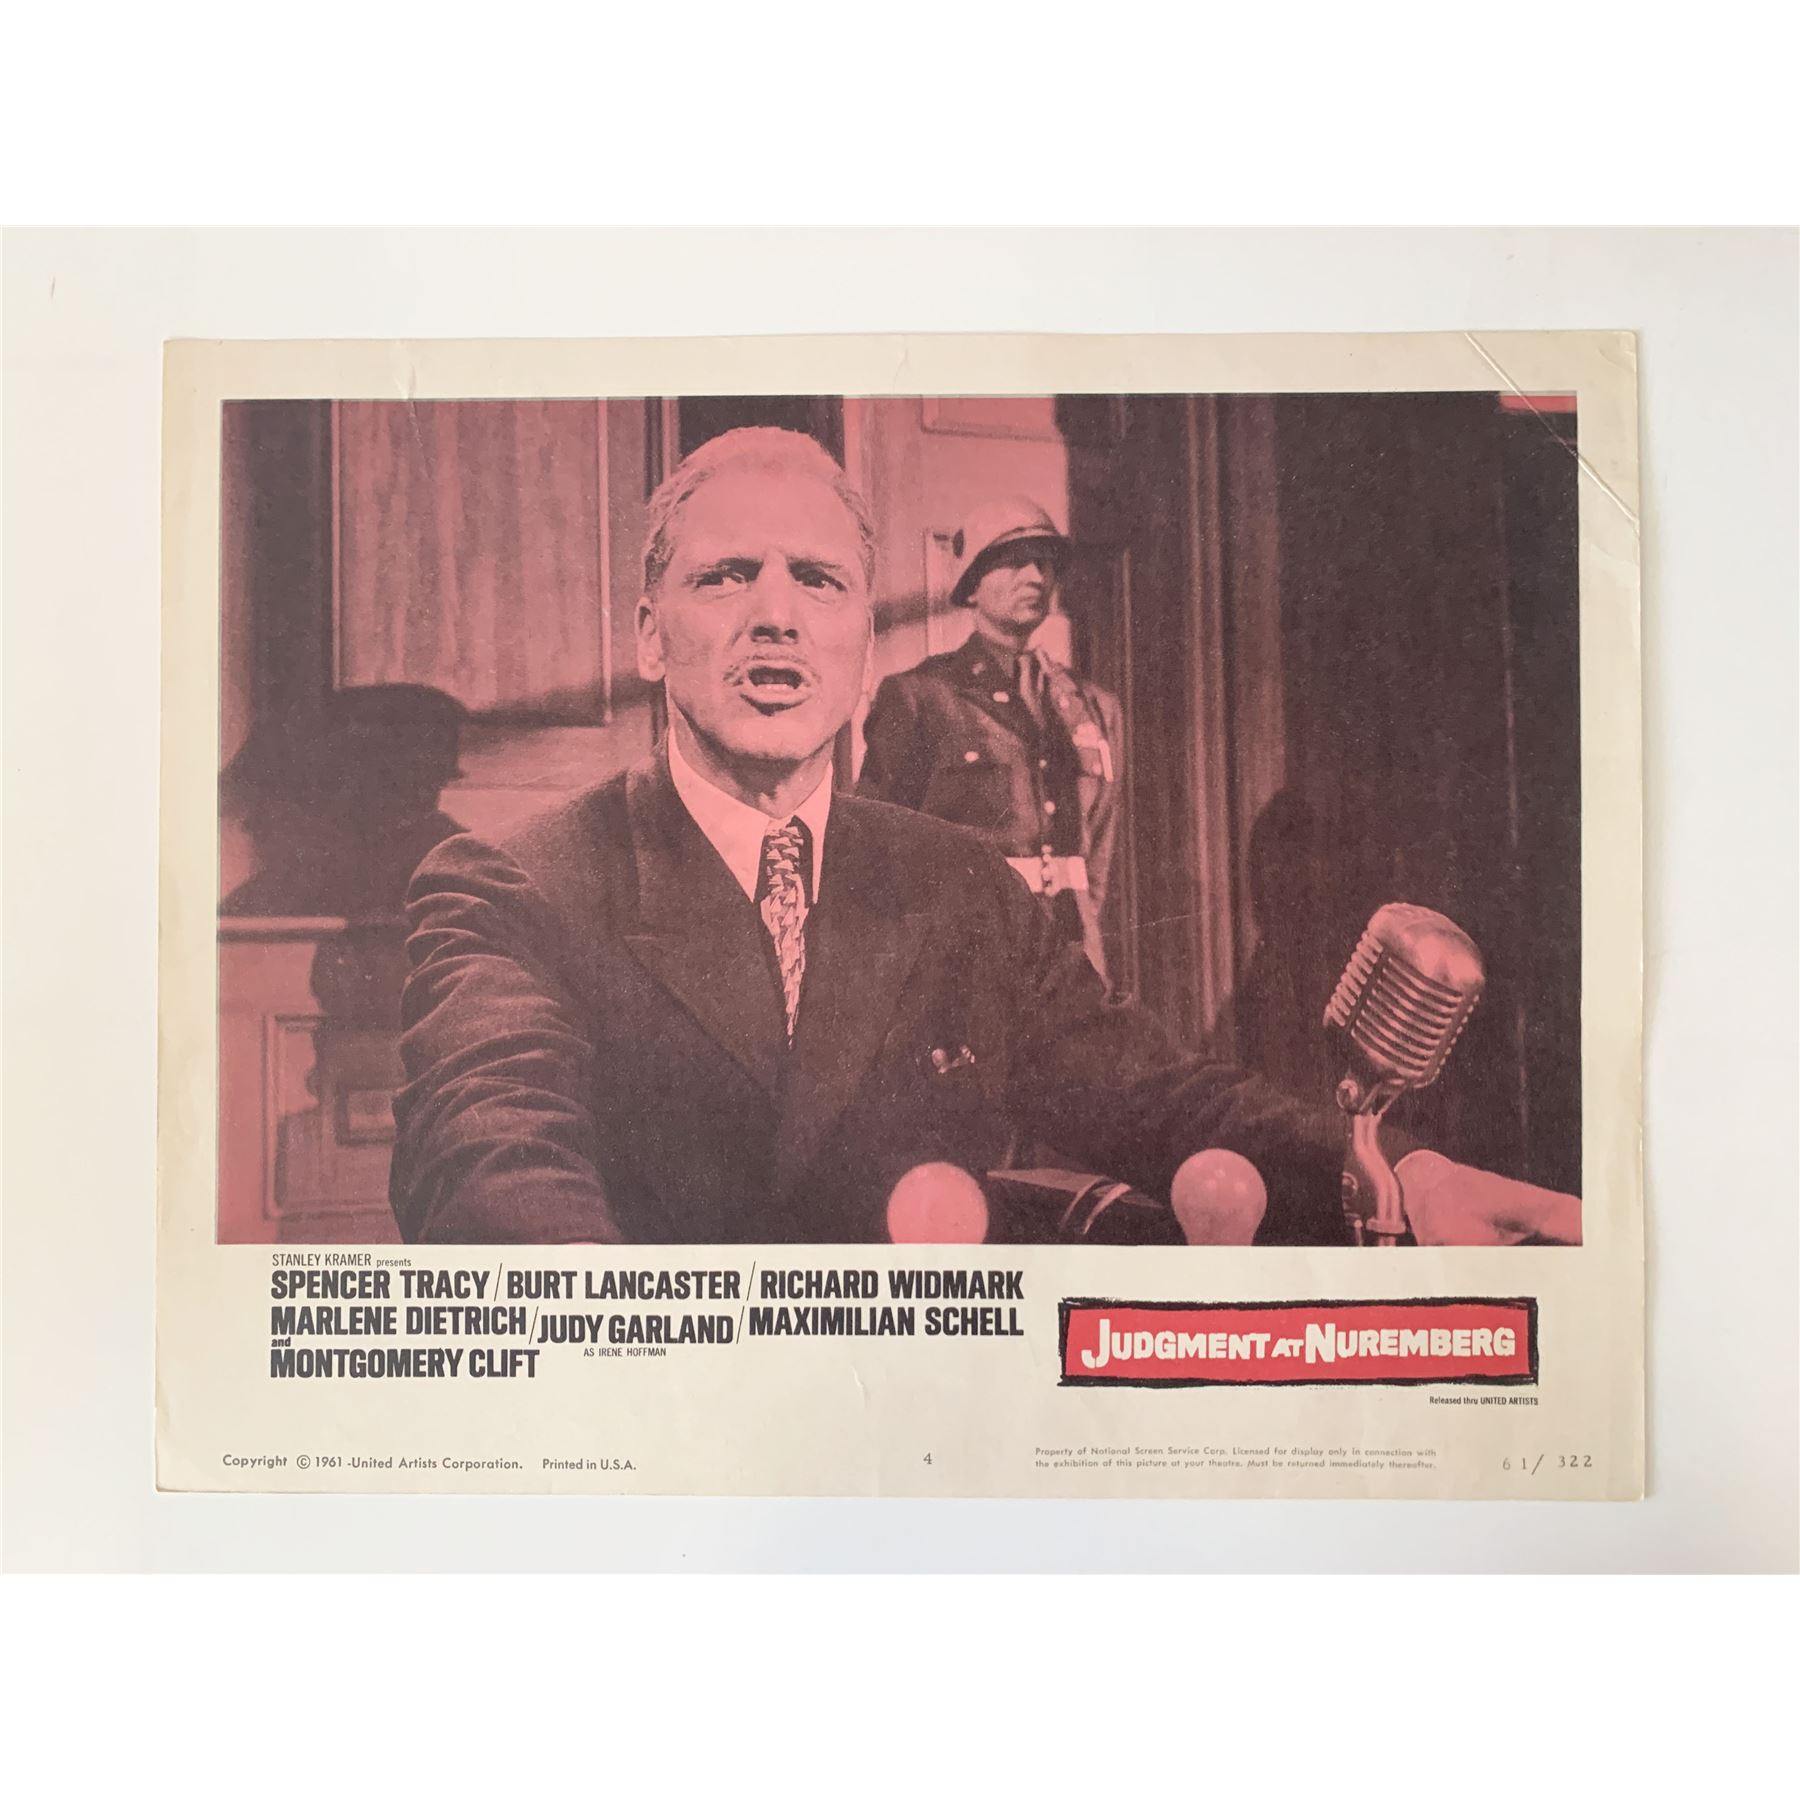 STANLEY KRAMER presents
SPENCER TRACY / BURT LANCASTER / RICHARD WIDMARK
MARLENE DIETRICH / JUDY GARLAND / MAXIMILIAN SCHELL
AS IRENE HOFFMAN
and
MONTGOMERY CLIFT
JUDGMENT AT NUREMBERG
Released thru UNITED ARTISTS
Copyright © 1961 - United Artists Corporation. Printed in U.S.A.
4
Property of National Screen Service Corp. Licensed for display only in connection with
the exhibition of this picture at your theatre. Must be returned immediately thereafter.
61/322